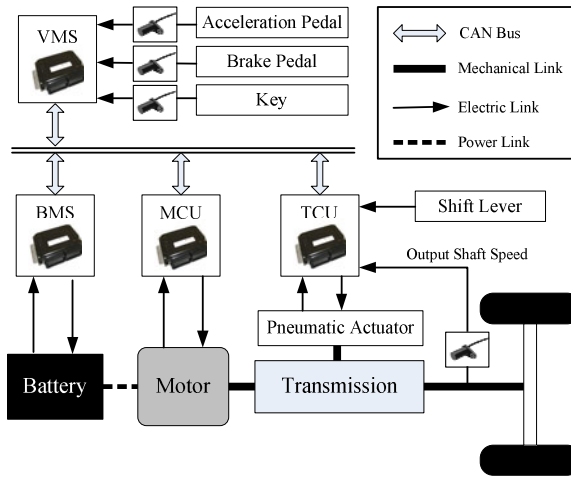 VMS
Acceleration Pedal
Brake Pedal
Key
CAN Bus
Mechanical Link
Electric Link
Power Link
BMS
MCU
TCU
Shift Lever
Output Shaft Speed
Pneumatic Actuator
Battery
Motor
Transmission